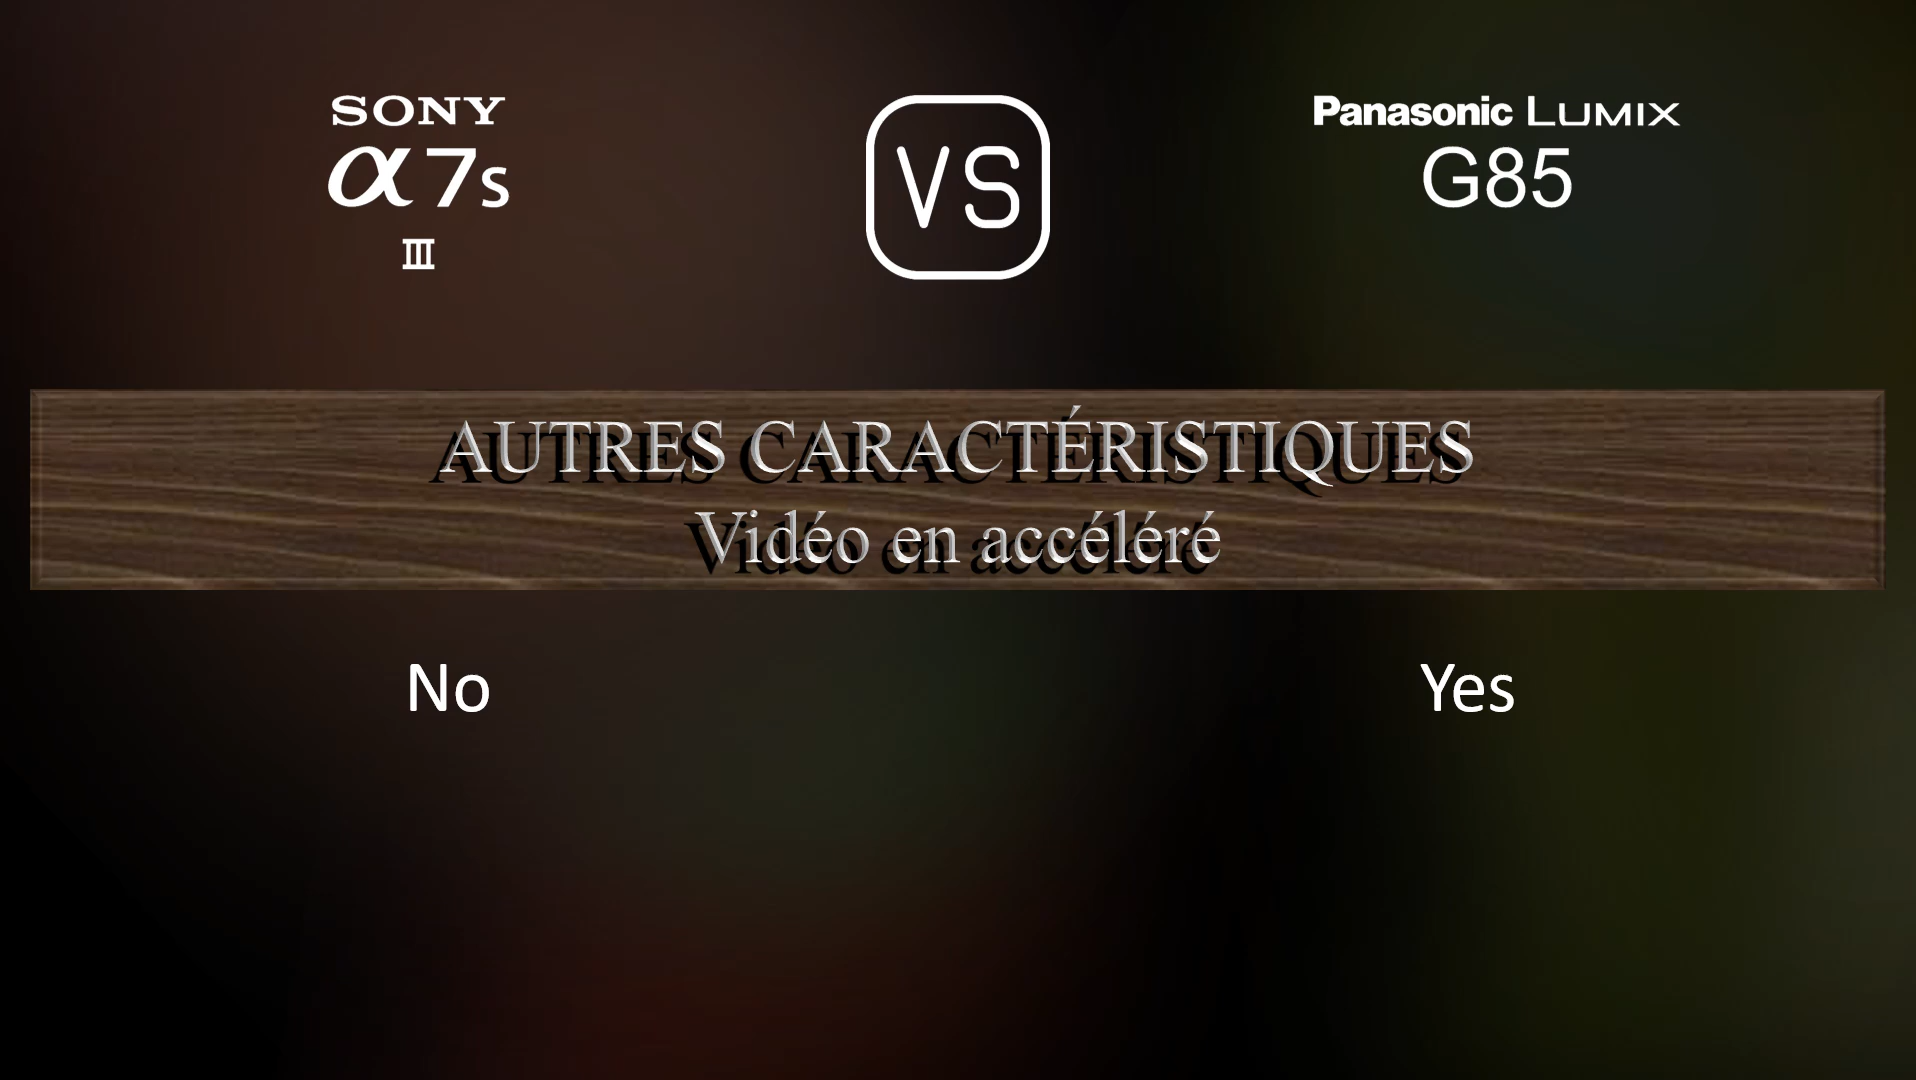 SONY
α7s
III
VS
Panasonic LUMIX
G85
AUTRES CARACTÉRISTIQUES
Vidéo en accéléré
No
Yes